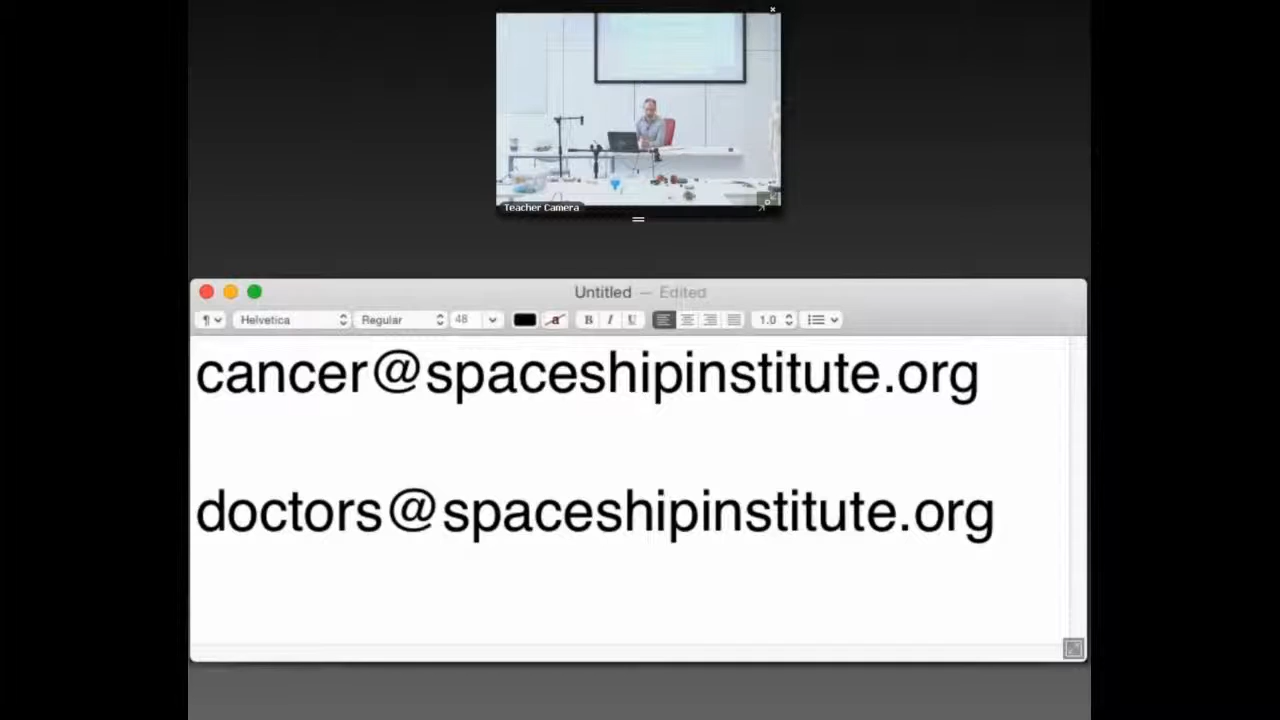 Teacher Camera
Untitled — Edited
¶ Helvetica Regular 48 a B I U 1.0
cancer@spaceshipinstitute.org
doctors@spaceshipinstitute.org